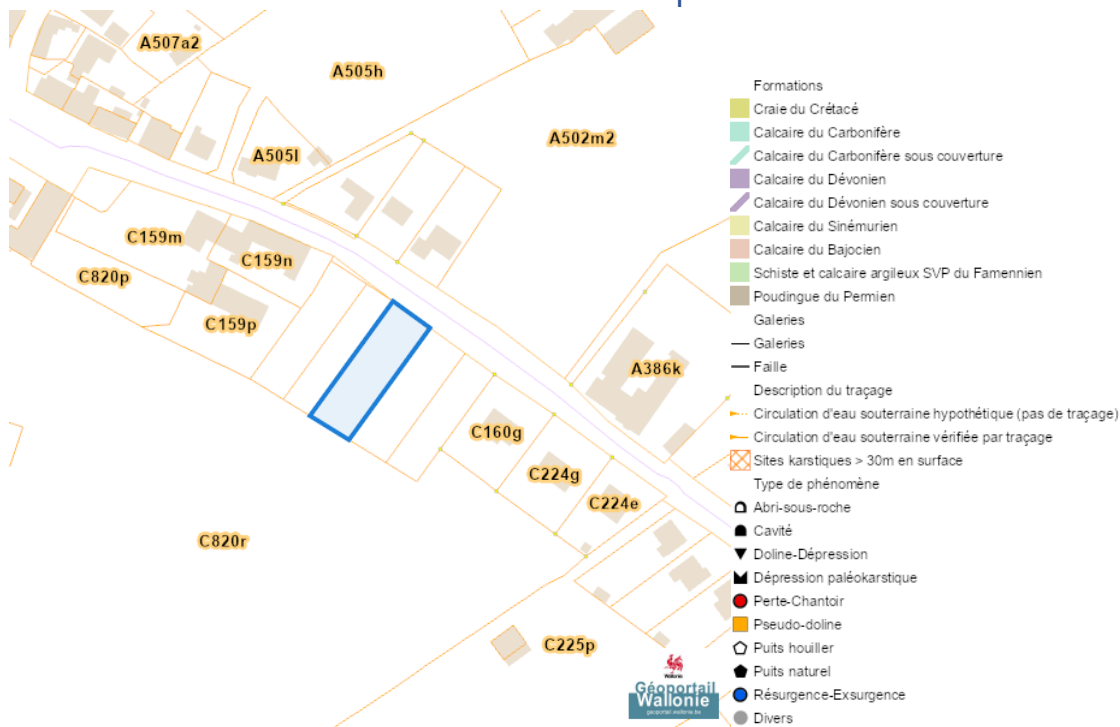 A507a2
A505h
A502m2
A505l
C159m
C159n
C820p
C159p
A386k
C160g
C224g
C224e
C820r
C225p
Wallonie
Géoportail
Wallonie
geoportail.wallonie.be
Formations
Craie du Crétacé
Calcaire du Carbonifère
Calcaire du Carbonifère sous couverture
Calcaire du Dévonien
Calcaire du Dévonien sous couverture
Calcaire du Sinémurien
Calcaire du Bajocien
Schiste et calcaire argileux SVP du Famennien
Poudingue du Permien
Galeries
Galeries
Faille
Description du traçage
Circulation d'eau souterraine hypothétique (pas de traçage)
Circulation d'eau souterraine vérifiée par traçage
Sites karstiques > 30m en surface
Type de phénomène
Abri-sous-roche
Cavité
Doline-Dépression
Dépression paléokarstique
Perte-Chantoir
Pseudo-doline
Puits houiller
Puits naturel
Résurgence-Exsurgence
Divers